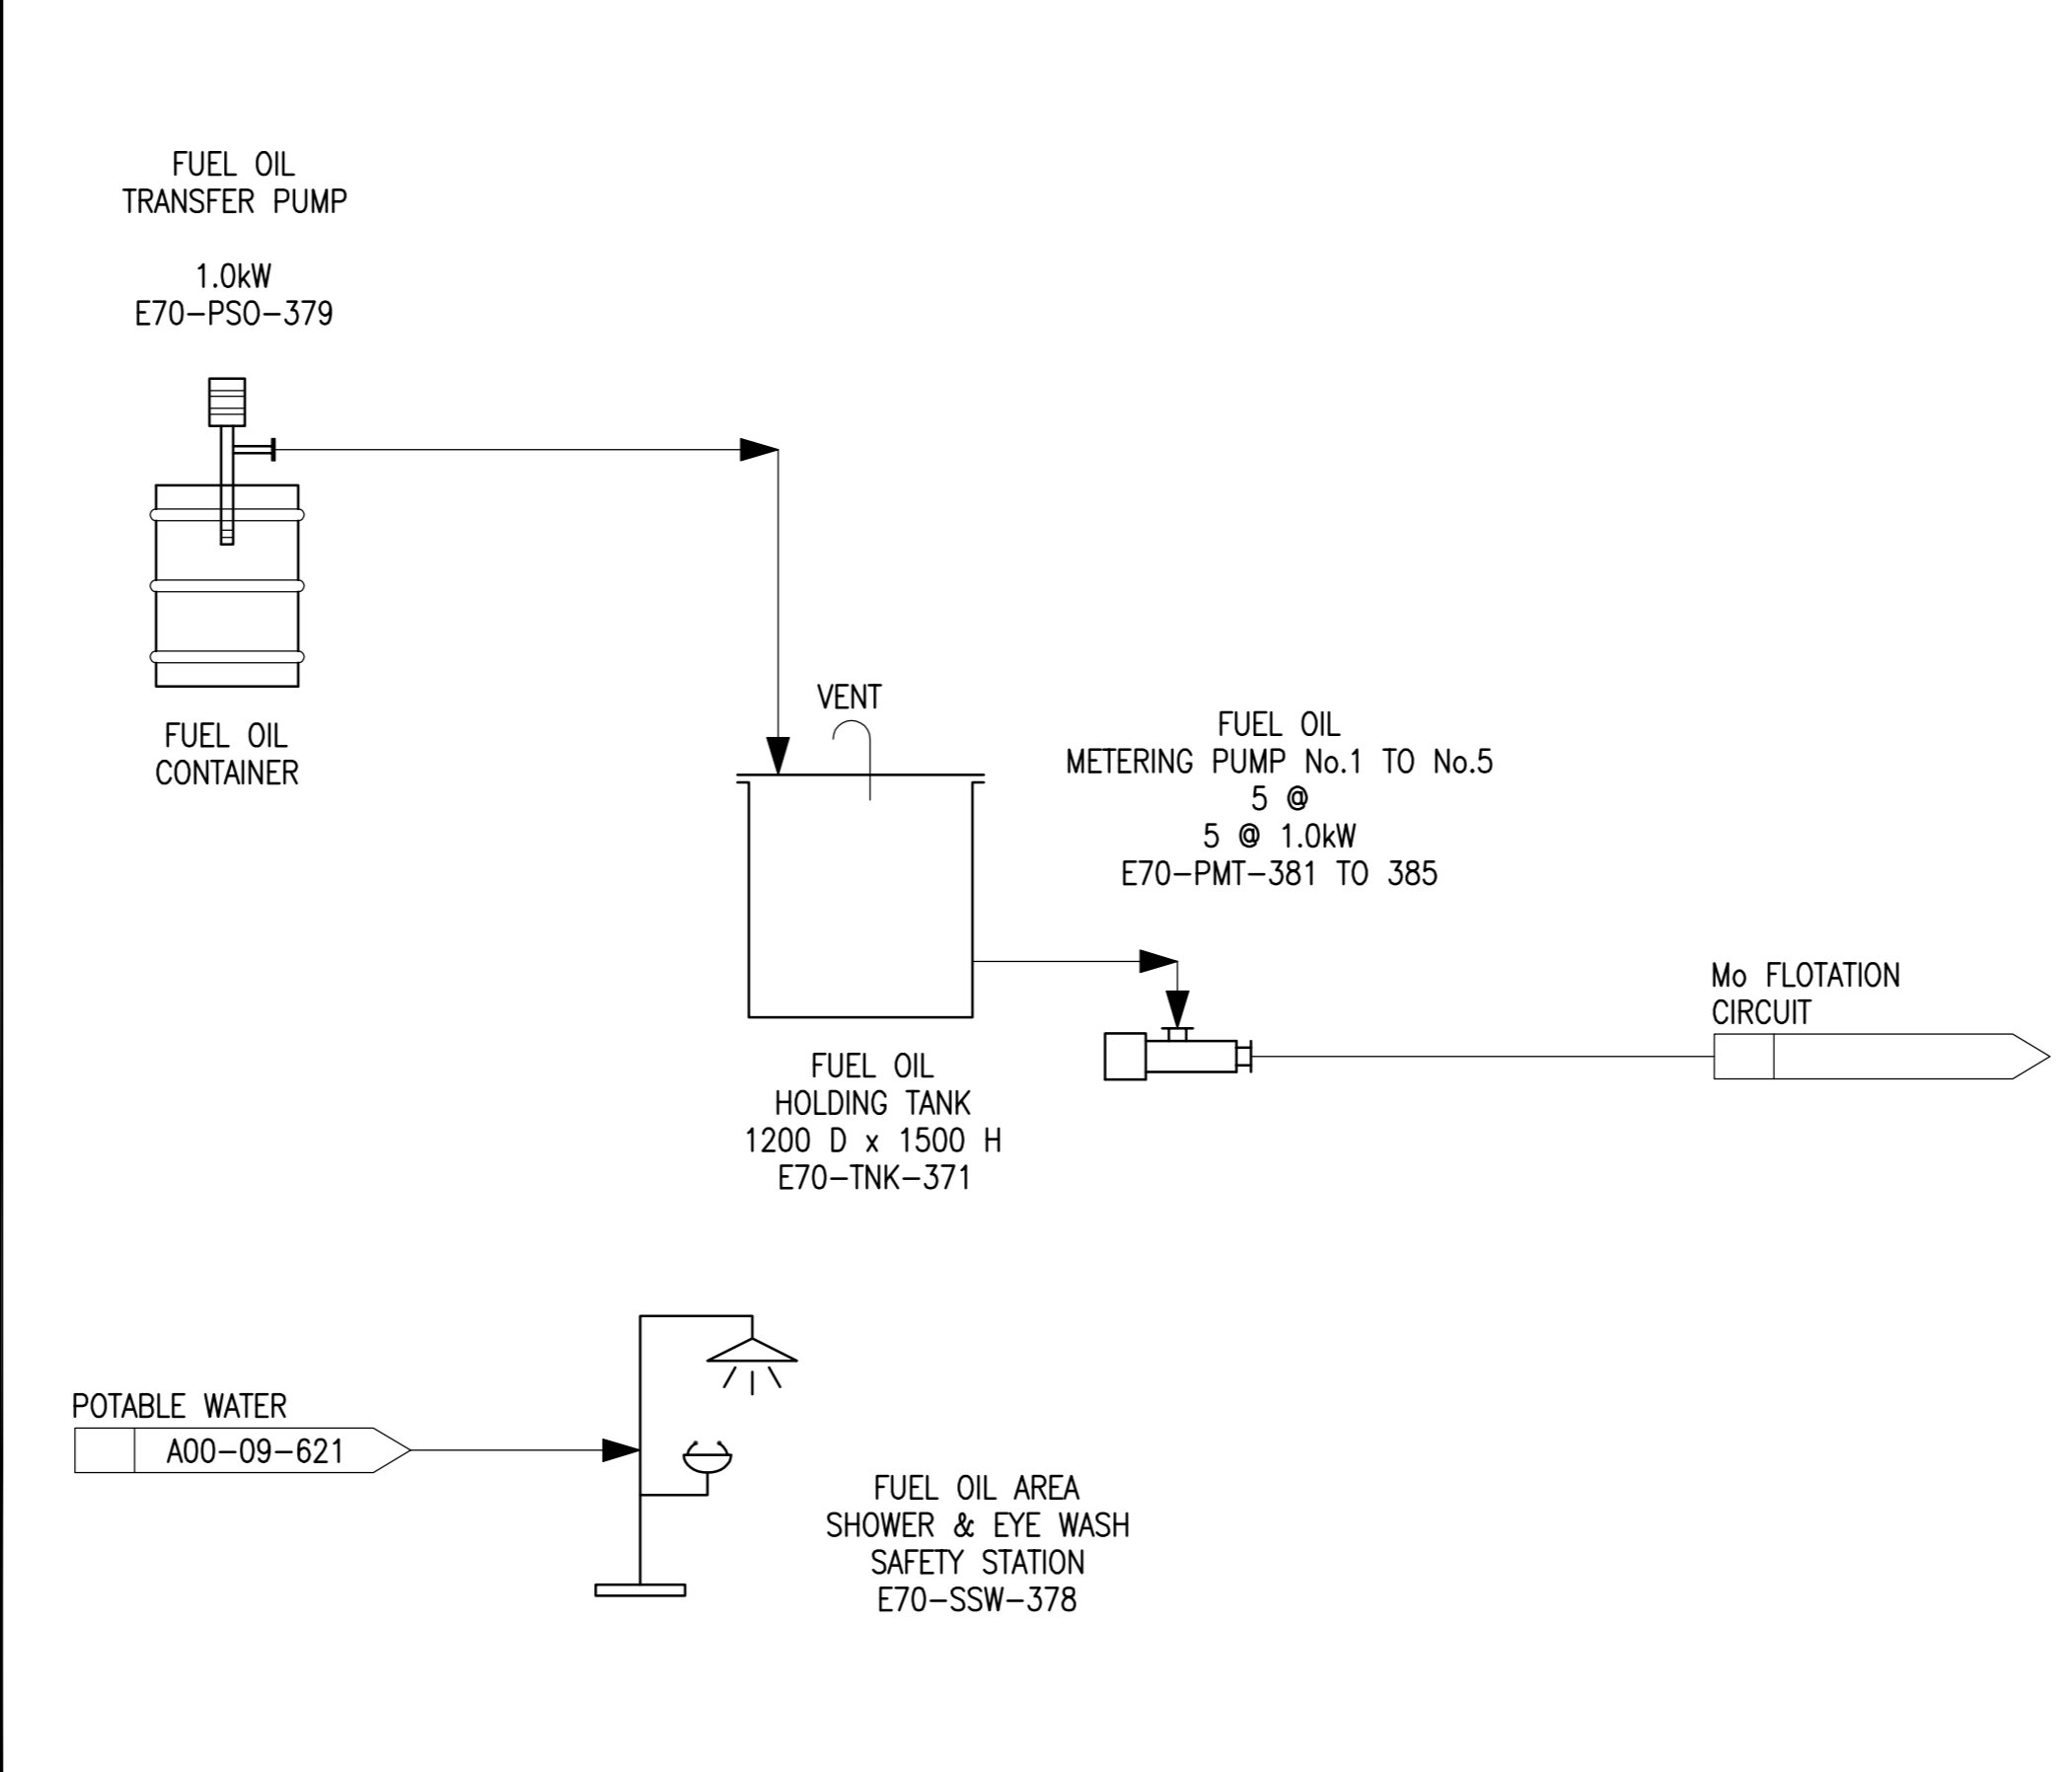 FUEL OIL
TRANSFER PUMP
1.0kW
E70-PSO-379
FUEL OIL
CONTAINER
VENT
FUEL OIL
METERING PUMP No.1 TO No.5
5 @
5 @ 1.0kW
E70-PMT-381 TO 385
Mo FLOTATION
CIRCUIT
FUEL OIL
HOLDING TANK
1200 D x 1500 H
E70-TNK-371
POTABLE WATER
A00-09-621
FUEL OIL AREA
SHOWER & EYE WASH
SAFETY STATION
E70-SSW-378